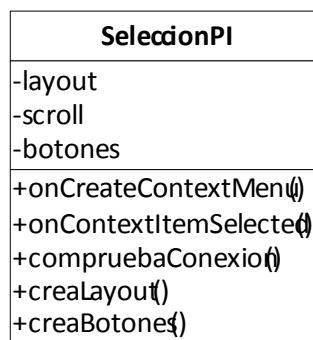 SeleccionPI
-layout
-scroll
-botones
+onCreateContextMenu()
+onContextItemSelected()
+compruebaConexion()
+creaLayout()
+creaBotones()